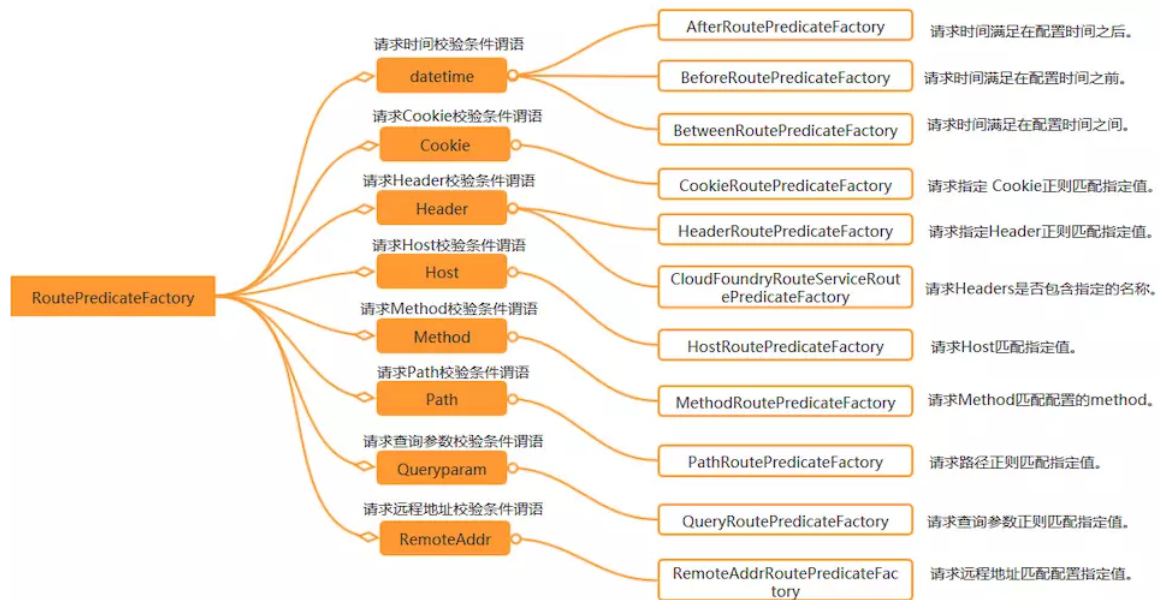 RoutePredicateFactory
请求时间校验条件谓语
datetime
AfterRoutePredicateFactory
请求时间满足在配置时间之后。
BeforeRoutePredicateFactory
请求时间满足在配置时间之前。
BetweenRoutePredicateFactory
请求时间满足在配置时间之间。
请求Cookie校验条件谓语
Cookie
CookieRoutePredicateFactory
请求指定 Cookie正则匹配指定值。
请求Header校验条件谓语
Header
HeaderRoutePredicateFactory
请求指定Header正则匹配指定值。
CloudFoundryRouteServiceRout
ePredicateFactory
请求Headers是否包含指定的名称。
请求Host校验条件谓语
Host
HostRoutePredicateFactory
请求Host匹配指定值。
请求Method校验条件谓语
Method
MethodRoutePredicateFactory
请求Method匹配配置的method。
请求Path校验条件谓语
Path
PathRoutePredicateFactory
请求路径正则匹配指定值。
请求查询参数校验条件谓语
Queryparam
QueryRoutePredicateFactory
请求查询参数正则匹配指定值。
请求远程地址校验条件谓语
RemoteAddr
RemoteAddrRoutePredicateFac
tory
请求远程地址匹配配置指定值。